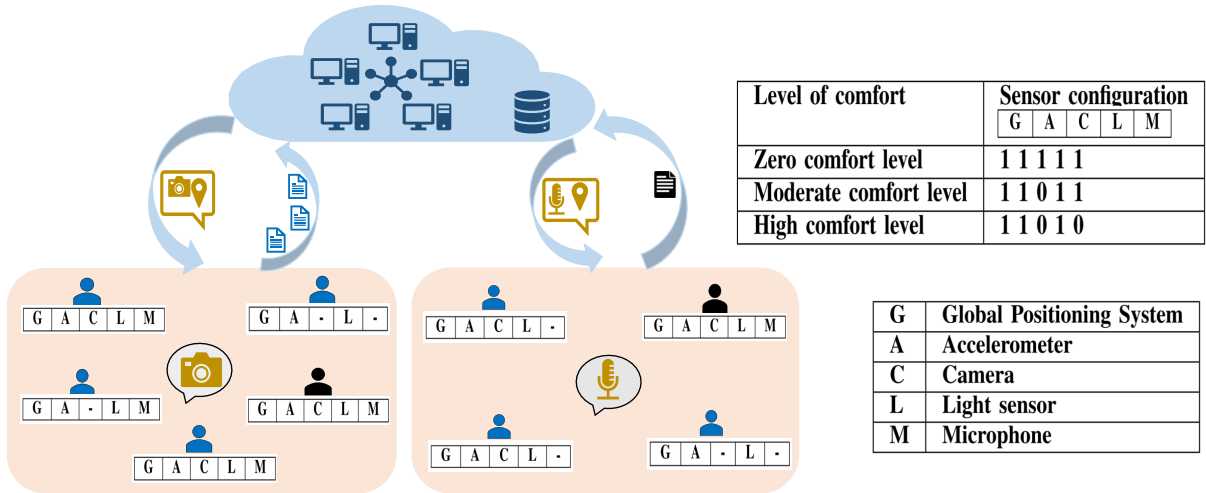 Level of comfort Sensor configuration
G A C L M
Zero comfort level 1 1 1 1 1
Moderate comfort level 1 1 0 1 1
High comfort level 1 1 0 1 0
G A C L M
G A - L -
G A - L M
G A C L M
G A C L M
G A C L -
G A C L M
G A C L -
G A - L -
G Global Positioning System
A Accelerometer
C Camera
L Light sensor
M Microphone